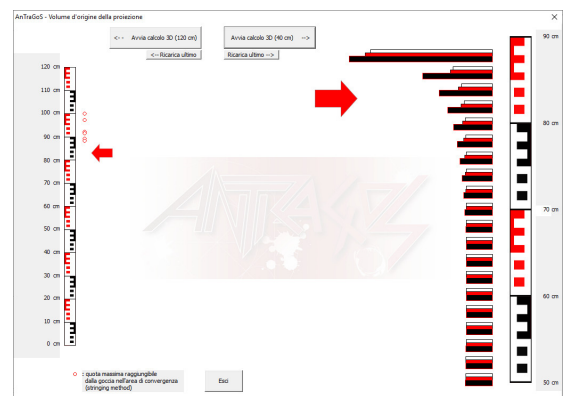 AnTraGoS - Volume d'origine della proiezione
<-- Avvia calcolo 3D (120 cm)
Avvia calcolo 3D (40 cm) -->
<-- Ricarica ultimo
Ricarica ultimo -->
120 cm
110 cm
100 cm
90 cm
80 cm
70 cm
60 cm
50 cm
40 cm
30 cm
20 cm
10 cm
0 cm
90 cm
80 cm
70 cm
60 cm
50 cm
: quota massima raggiungibile
dalla goccia nell'area di convergenza
(stringing method)
Esci